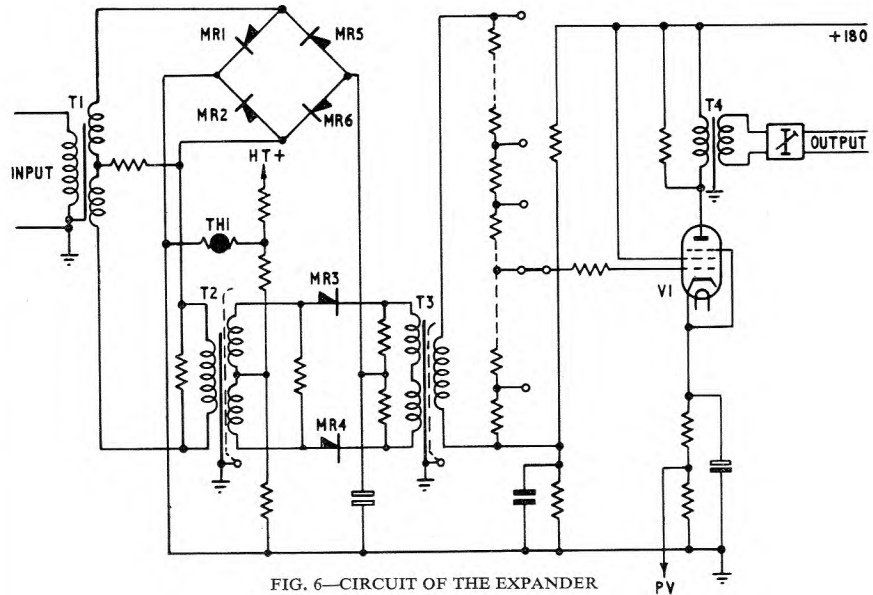 MR1
MR5
+180
T1
T4
MR2
MR6
HT+
INPUT
OUTPUT
TH1
MR3
V1
T2
T3
MR4
FIG. 6—CIRCUIT OF THE EXPANDER
PV